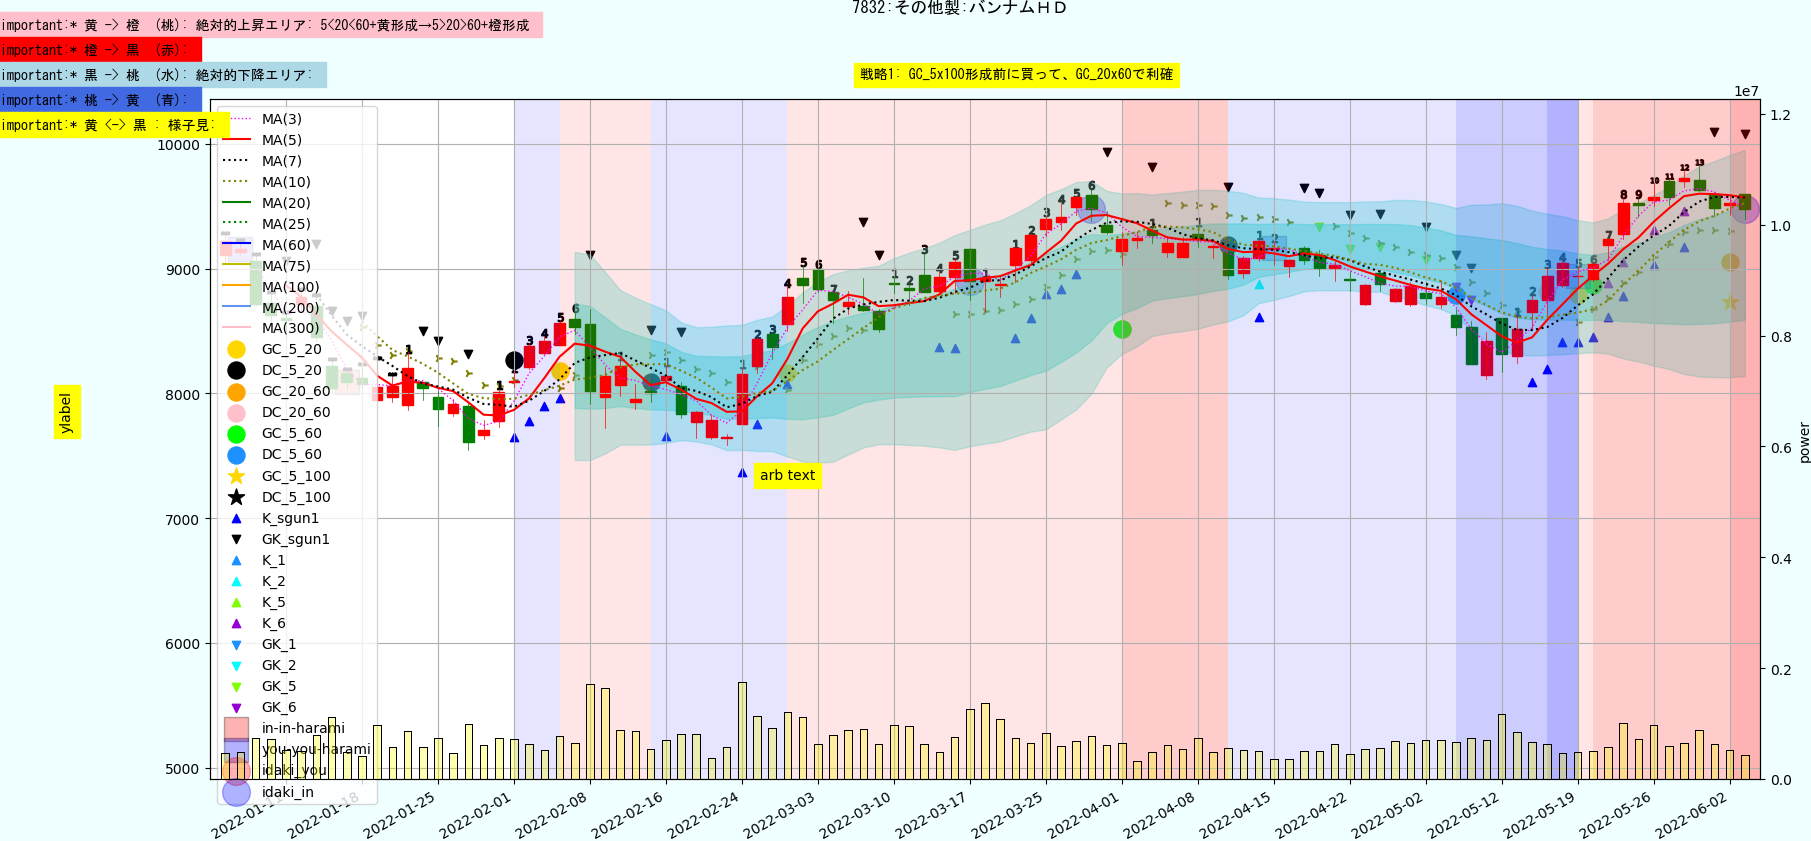 7832:その他製:バンナムＨＤ
important:* 黄 -> 橙 (桃): 絶対的上昇エリア: 5<20<60+黄形成→5>20>60+橙形成
important:* 橙 -> 黒 (赤):
important:* 黒 -> 桃 (水): 絶対的下降エリア:
戦略1: GC_5x100形成前に買って、GC_20x60で利確
important:* 桃 -> 黄 (青):
important:* 黄 <-> 黒 : 様子見:
1e7
MA(3)
MA(5)
MA(7)
MA(10)
MA(20)
MA(25)
MA(60)
MA(75)
MA(100)
MA(200)
MA(300)
GC_5_20
DC_5_20
GC_20_60
DC_20_60
GC_5_60
DC_5_60
GC_5_100
DC_5_100
K_sgun1
GK_sgun1
K_1
K_2
K_5
K_6
GK_1
GK_2
GK_5
GK_6
in-in-harami
you-you-harami
idaki_you
idaki_in
10000
9000
8000
7000
6000
5000
ylabel
arb text
1.2
1.0
0.8
0.6
0.4
0.2
0.0
power
2022-01-11
2022-01-18
2022-01-25
2022-02-01
2022-02-08
2022-02-16
2022-02-24
2022-03-03
2022-03-10
2022-03-17
2022-03-25
2022-04-01
2022-04-08
2022-04-15
2022-04-22
2022-05-02
2022-05-12
2022-05-19
2022-05-26
2022-06-02